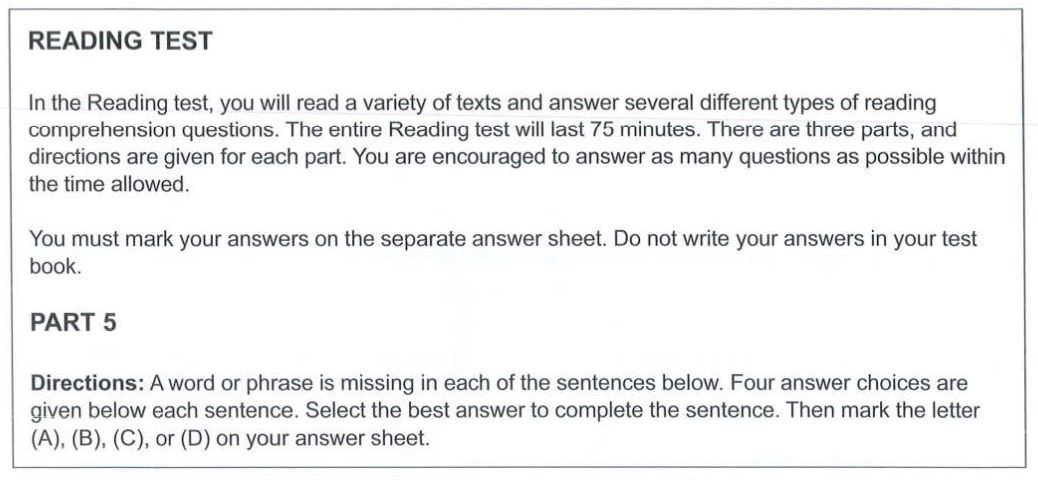 READING TEST
In the Reading test, you will read a variety of texts and answer several different types of reading
comprehension questions. The entire Reading test will last 75 minutes. There are three parts, and
directions are given for each part. You are encouraged to answer as many questions as possible within
the time allowed.
You must mark your answers on the separate answer sheet. Do not write your answers in your test
book.
PART 5
Directions: A word or phrase is missing in each of the sentences below. Four answer choices are
given below each sentence. Select the best answer to complete the sentence. Then mark the letter
(A), (B), (C), or (D) on your answer sheet.